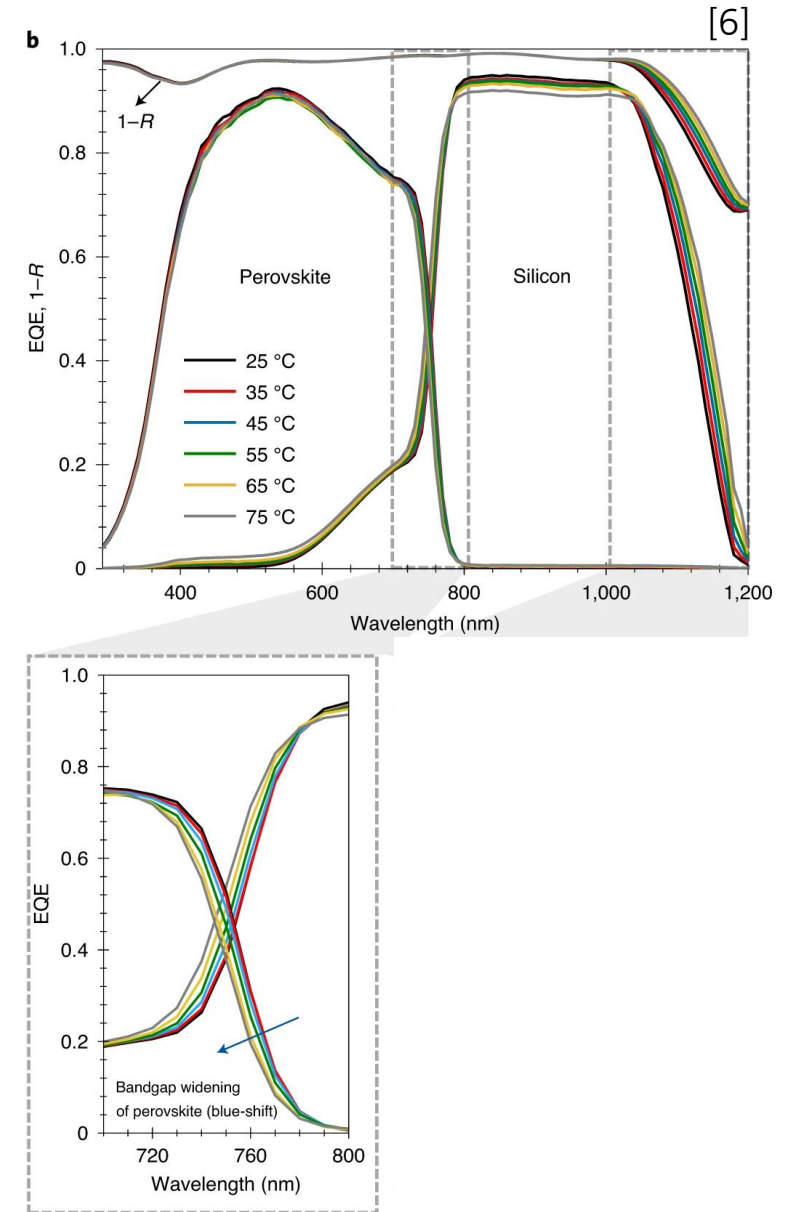 [6]
b
1.0
0.8
0.6
0.4
0.2
0
EQE, 1–R
1–R
Perovskite
Silicon
25 °C
35 °C
45 °C
55 °C
65 °C
75 °C
400
600
800
1,000
1,200
Wavelength (nm)
1.0
0.8
0.6
0.4
0.2
0
EQE
Bandgap widening
of perovskite (blue-shift)
720
760
800
Wavelength (nm)